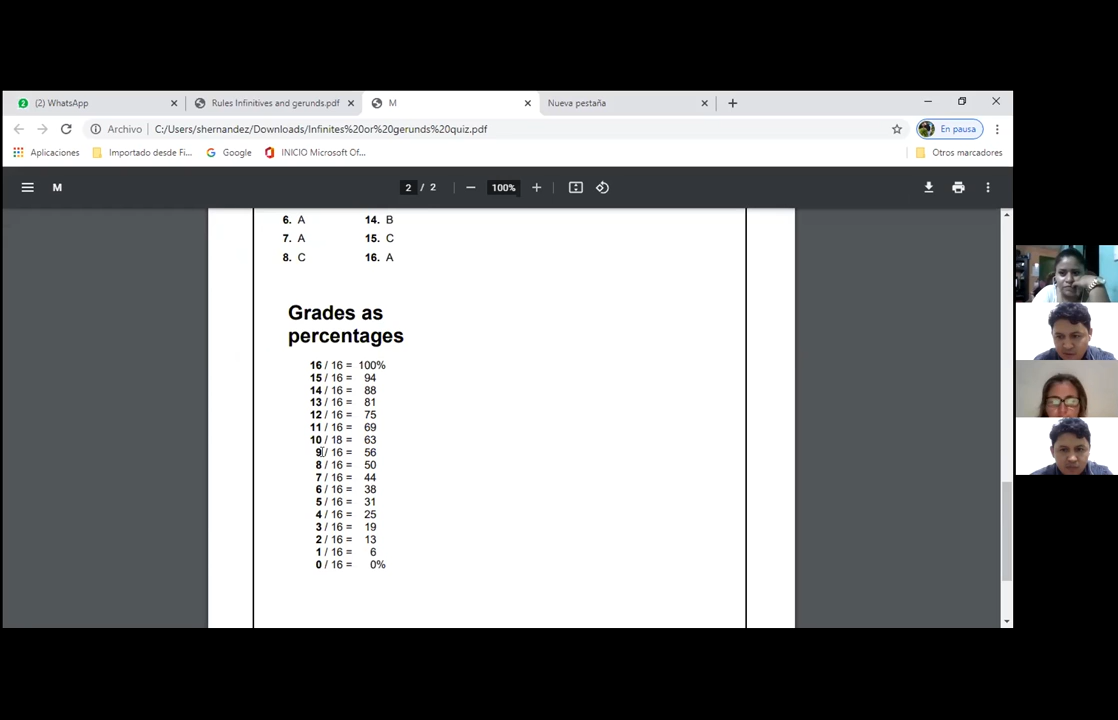 (2) WhatsApp
Rules Infinitives and gerunds.pdf
M
Nueva pestaña
Archivo C:/Users/shernandez/Downloads/Infinites%20or%20gerunds%20quiz.pdf
En pausa
Aplicaciones Importado desde Fi... Google INICIO Microsoft Of... Otros marcadores
M 2 / 2 100%
6. A 14. B
7. A 15. C
8. C 16. A
Grades as
percentages
16 / 16 = 100%
15 / 16 = 94
14 / 16 = 88
13 / 16 = 81
12 / 16 = 75
11 / 16 = 69
10 / 18 = 63
9 / 16 = 56
8 / 16 = 50
7 / 16 = 44
6 / 16 = 38
5 / 16 = 31
4 / 16 = 25
3 / 16 = 19
2 / 16 = 13
1 / 16 = 6
0 / 16 = 0%